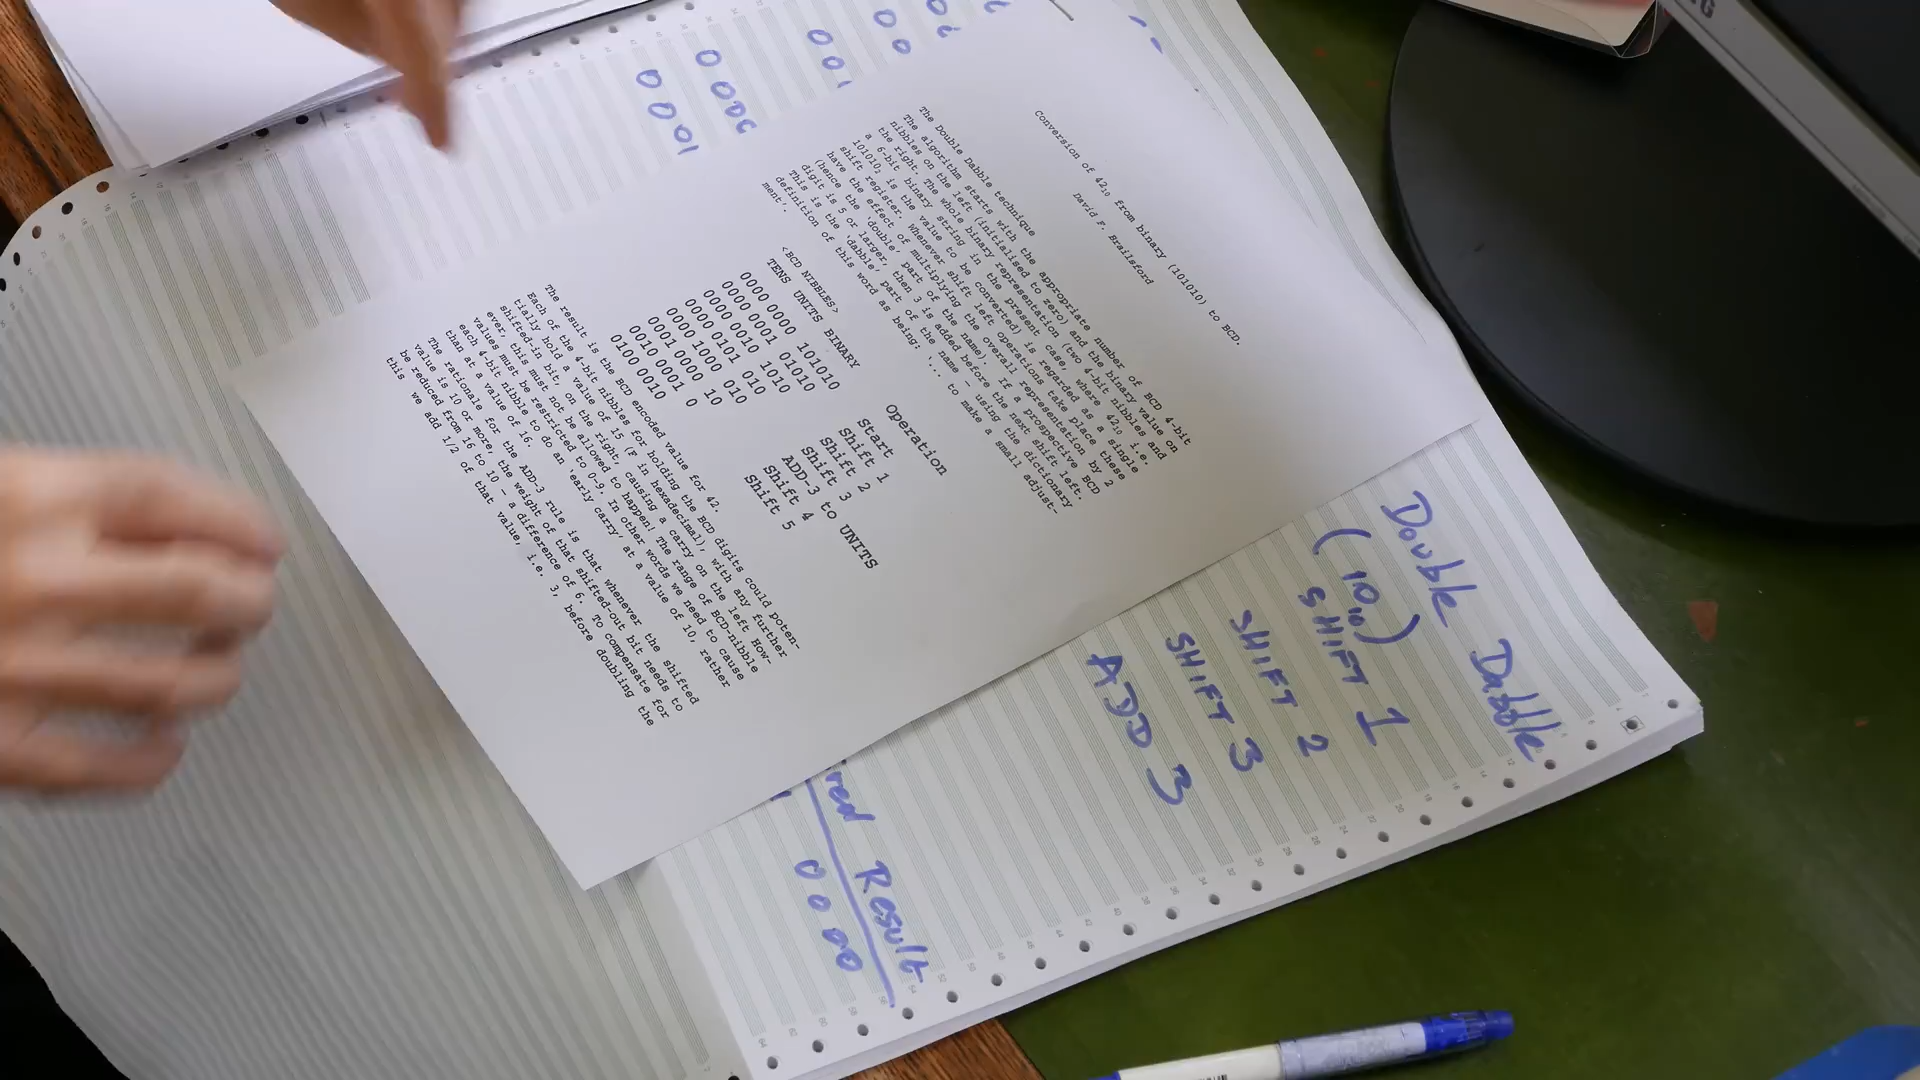 Conversion of 42₁₀ from binary (101010) to BCD.
David F. Brailsford
The Double Dabble technique
The algorithm starts with the appropriate number of BCD 4-bit
nibbles on the left (initialised to zero) and the binary value on
the right. The whole binary representation (two 4-bit nibbles and
a 6-bit binary string in the present case, where 42₁₀ i.e.
101010₂ is the value to be converted) is regarded as a single
shift register. Whenever shift left operations take place these
have the effect of multiplying the overall representation by 2
(hence the 'double' part of the name). If a prospective BCD
digit is 5 or larger, then 3 is added before the next shift left.
This is the 'dabble' part of the name – using the dictionary
definition of this word as being: '... to make a small adjust-
ment'.
<BCD NIBBLES>
TENS UNITS BINARY Operation
0000 0000 101010 Start
0000 0001 01010 Shift 1
0000 0010 1010 Shift 2
0000 0101 010 Shift 3
0000 1000 010 ADD-3 to UNITS
0001 0000 10 Shift 4
0010 0001 0 Shift 5
0100 0010
The result is the BCD encoded value for 42.
Each of the 4-bit nibbles for holding the BCD digits could poten-
tially hold a value of 15 (F in hexadecimal), with any further
shifted-in bit, on the right, causing a carry on the left How-
ever, this must not be allowed to happen! The range of BCD-nibble
values must be restricted to 0-9. In other words we need to cause
each 4-bit nibble to do an 'early carry' at a value of 10, rather
than at a value of 16.
The rationale for the ADD-3 rule is that whenever the shifted
value is 10 or more, the weight of that shifted-out bit needs to
be reduced from 16 to 10 – a difference of 6. To compensate for
this we add 1/2 of that value, i.e. 3, before doubling the
Double Dabble
(10₁₀)
SHIFT 1
SHIFT 2
SHIFT 3
ADD 3
001
0000
0001
Result
0000